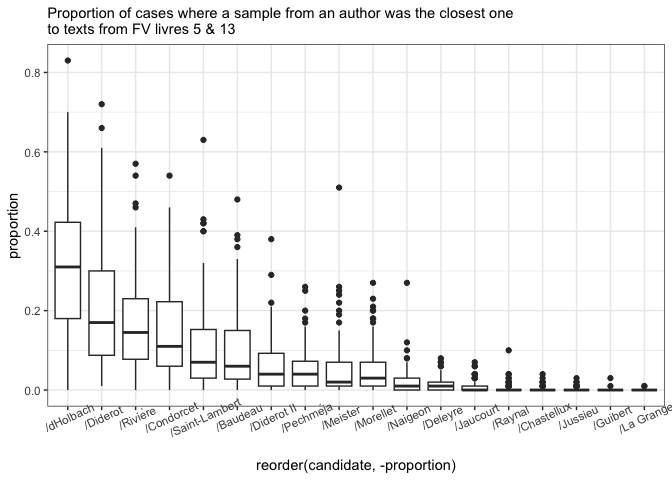 Proportion of cases where a sample from an author was the closest one
to texts from FV livres 5 & 13
0.8
0.6
0.4
0.2
0.0
proportion
/dHolbach
/Diderot
/Rivière
/Condorcet
/Saint-Lambert
/Baudeau
/Diderot II
/Pechméja
/Meister
/Morellet
/Naigeon
/Deleyre
/Jaucourt
/Raynal
/Chastellux
/Jussieu
/Guibert
/La Grange
reorder(candidate, -proportion)